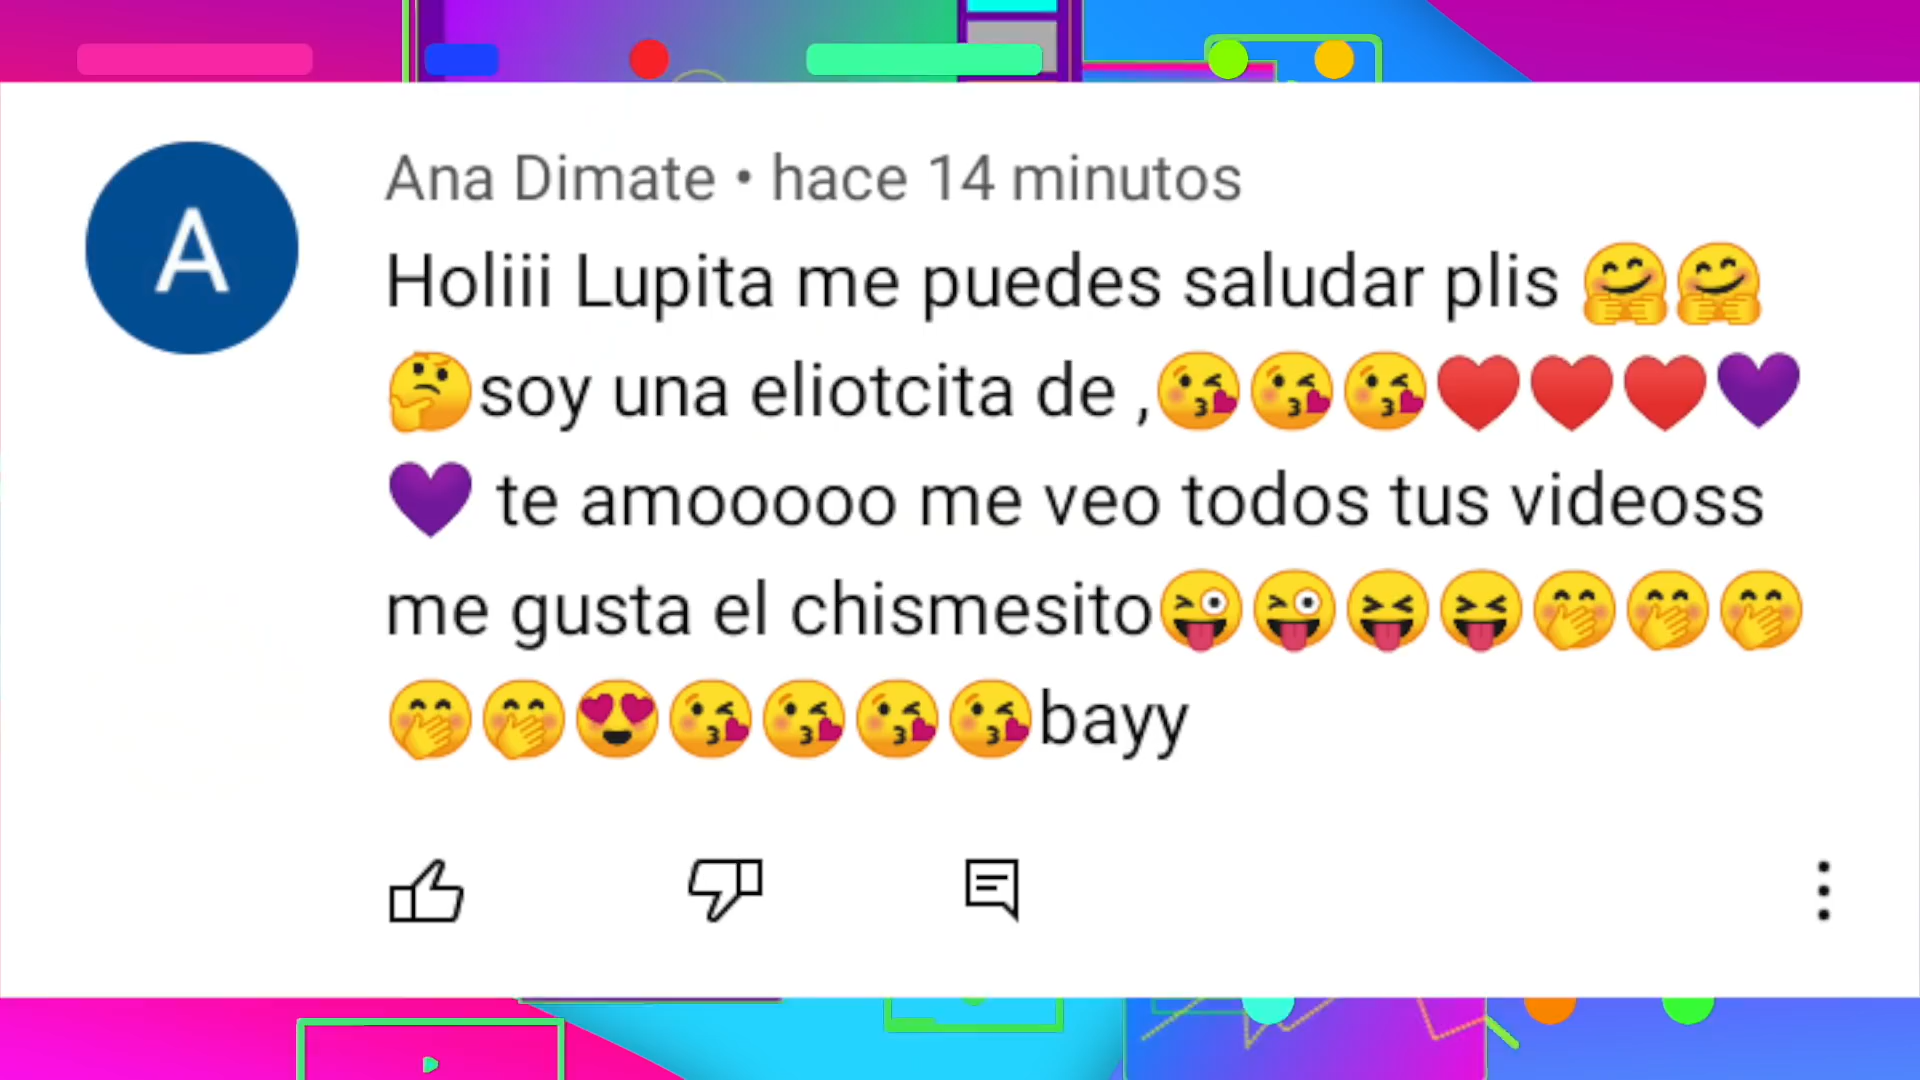 A
Ana Dimate • hace 14 minutos
Holiii Lupita me puedes saludar plis 🤗🤗
🤔soy una eliotcita de ,😘😘😘❤️❤️❤️💜
💜 te amooooo me veo todos tus videoss
me gusta el chismesito😜😜😝😝🤭🤭🤭
🤭🤭😍😘😘😘😘bayy